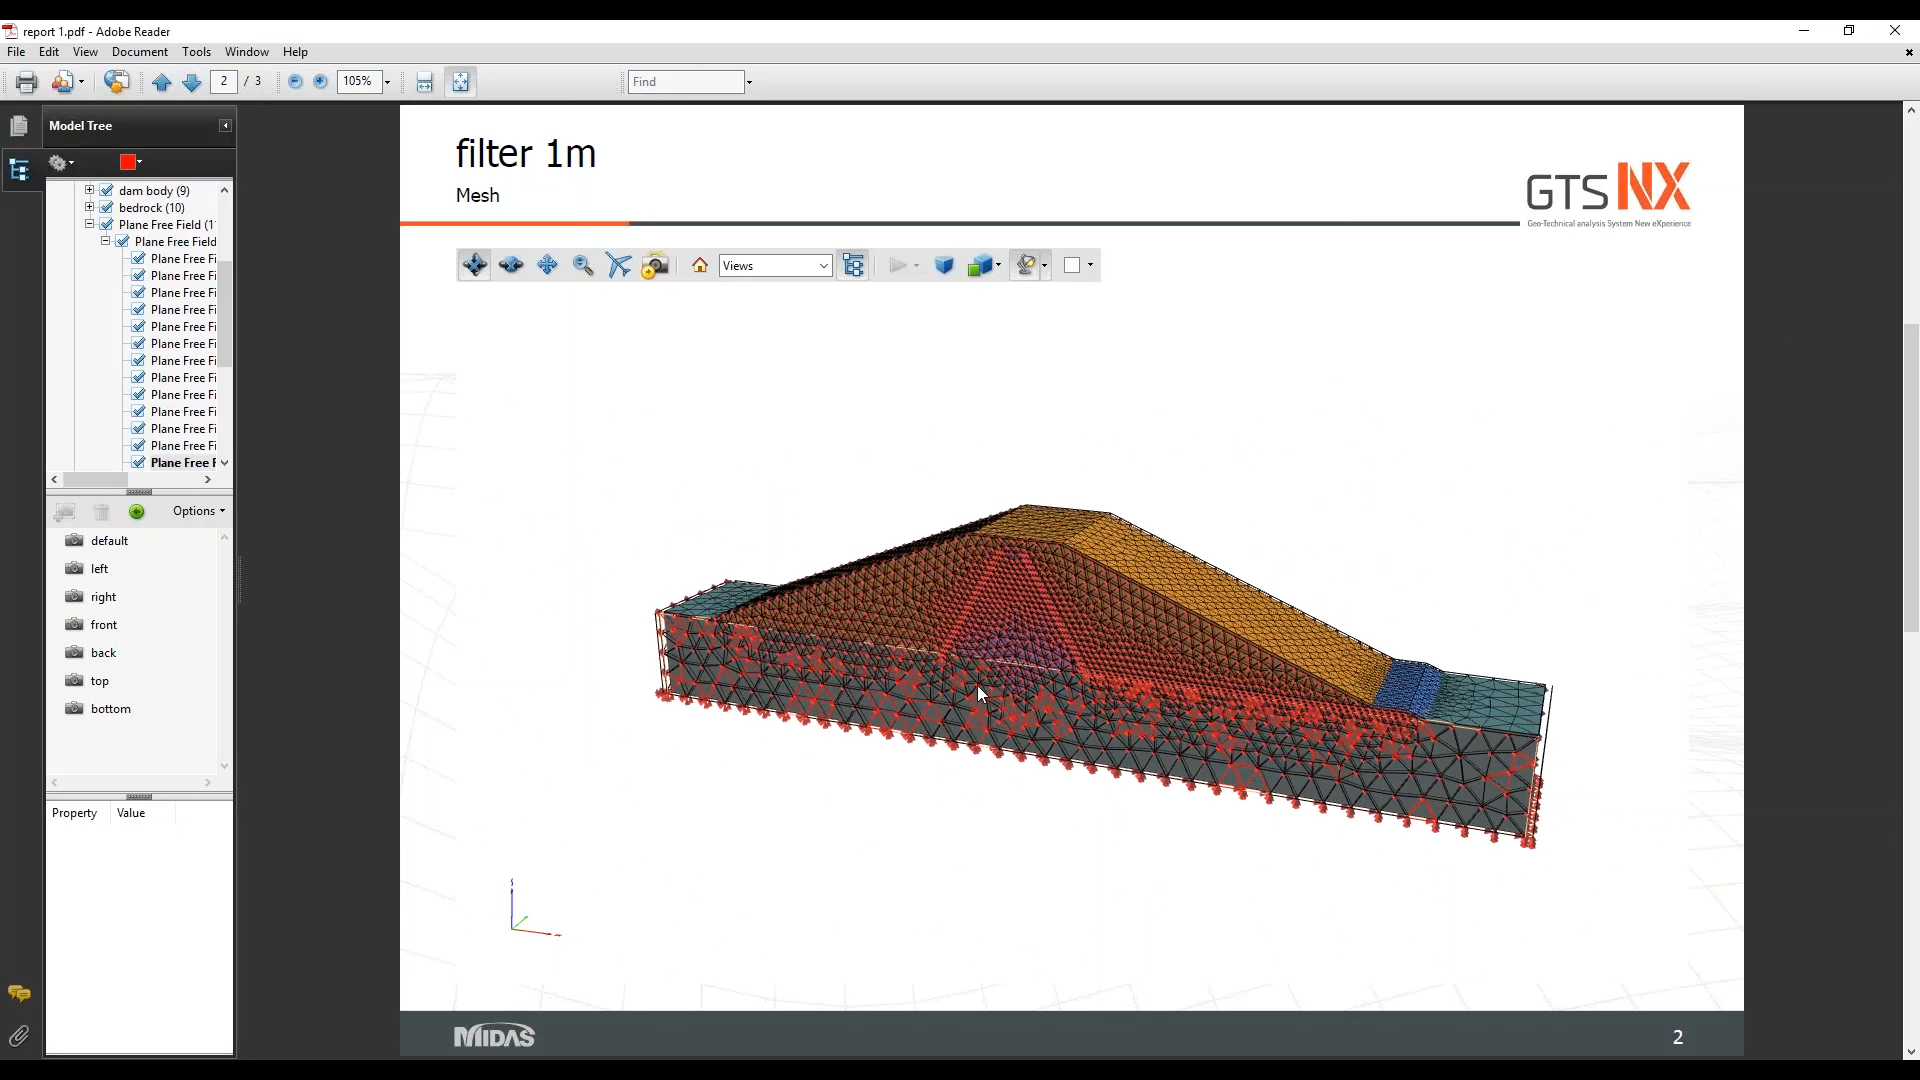 report 1.pdf - Adobe Reader
File Edit View Document Tools Window Help
2 / 3 105% Find
Model Tree
dam body (9)
bedrock (10)
Plane Free Field (1
Plane Free Field
Plane Free Fi
Plane Free Fi
Plane Free Fi
Plane Free Fi
Plane Free Fi
Plane Free Fi
Plane Free Fi
Plane Free Fi
Plane Free Fi
Plane Free Fi
Plane Free Fi
Plane Free Fi
Plane Free F
Options
default
left
right
front
back
top
bottom
Property Value
filter 1m
Mesh
GTS NX
Geo-Technical analysis System New eXperience
Views
MIDAS
2